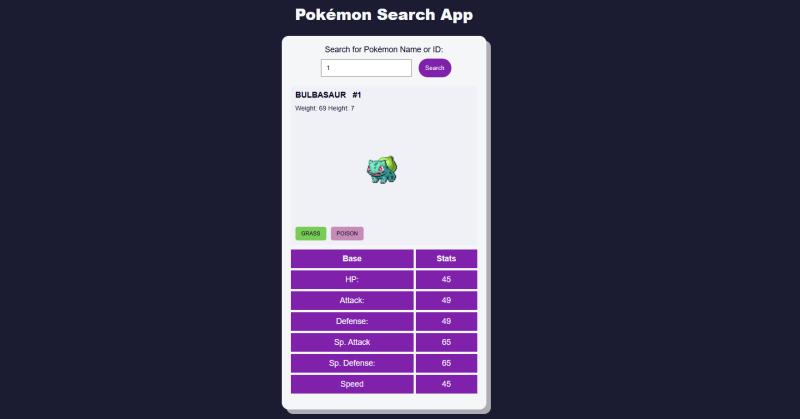 Pokémon Search App
Search for Pokémon Name or ID:
1 Search
BULBASAUR #1
Weight: 69 Height: 7
GRASS POISON
Base Stats
HP: 45
Attack: 49
Defense: 49
Sp. Attack 65
Sp. Defense: 65
Speed 45